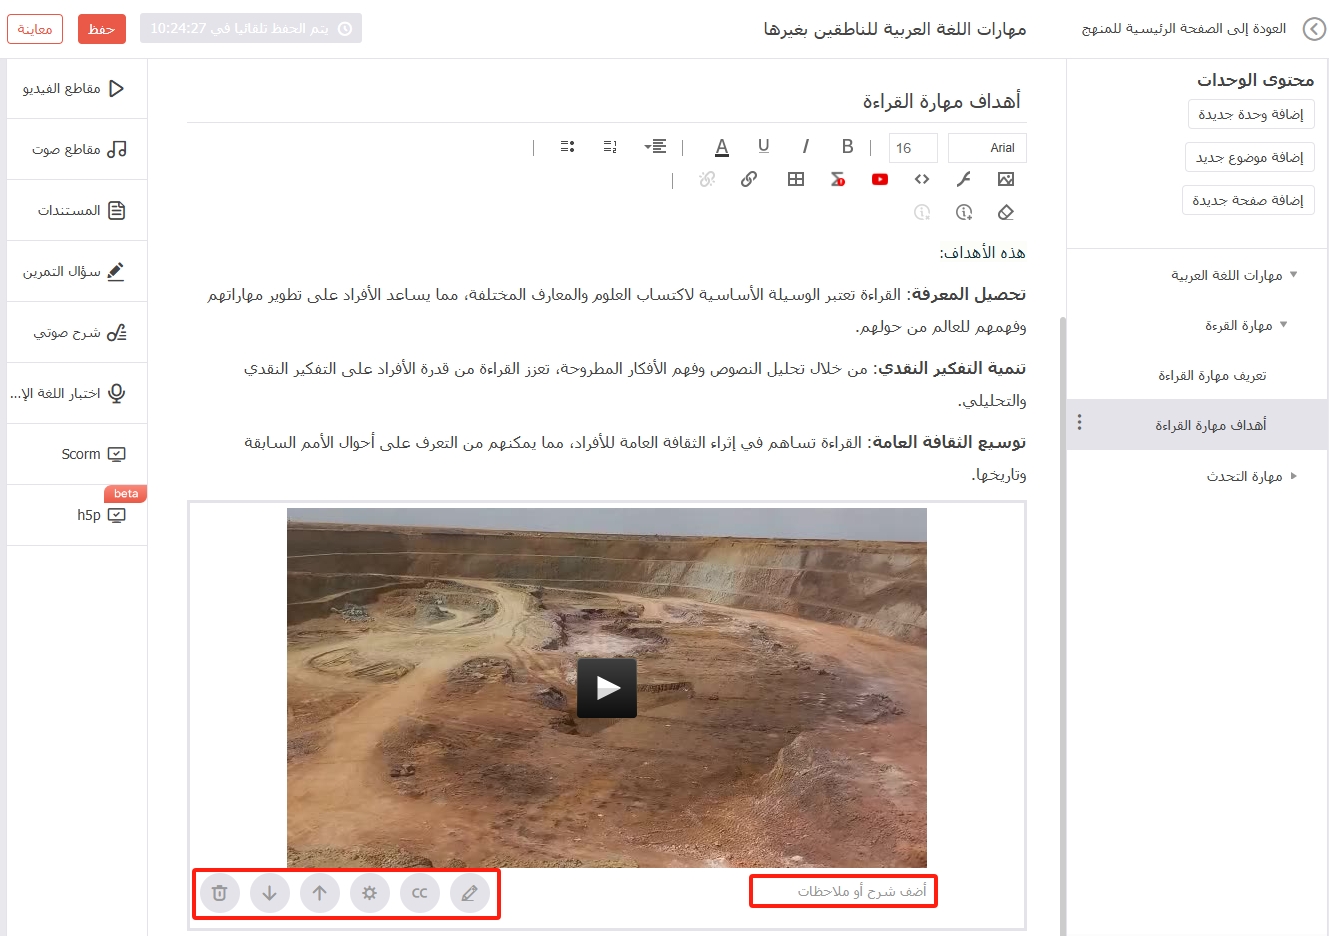 العودة إلى الصفحة الرئيسية للمنهج
مهارات اللغة العربية للناطقين بغيرها
يتم الحفظ تلقائيا في 10:24:27
حفظ
معاينة
محتوى الوحدات
إضافة وحدة جديدة
إضافة موضوع جديد
إضافة صفحة جديدة
مهارات اللغة العربية
مهارة القرءة
تعريف مهارة القراءة
أهداف مهارة القراءة
مهارة التحدث
أهداف مهارة القراءة
Arial
16
B I U A
هذه الأهداف:
تحصيل المعرفة: القراءة تعتبر الوسيلة الأساسية لاكتساب العلوم والمعارف المختلفة، مما يساعد الأفراد على تطوير مهاراتهم
وفهمهم للعالم من حولهم.
تنمية التفكير النقدي: من خلال تحليل النصوص وفهم الأفكار المطروحة، تعزز القراءة من قدرة الأفراد على التفكير النقدي
والتحليلي.
توسيع الثقافة العامة: القراءة تساهم في إثراء الثقافة العامة للأفراد، مما يمكنهم من التعرف على أحوال الأمم السابقة
وتاريخها.
أضف شرح أو ملاحظات
CC
مقاطع الفيديو
مقاطع صوت
المستندات
سؤال التمرين
شرح صوتي
اختبار اللغة الإ...
Scorm
beta
h5p